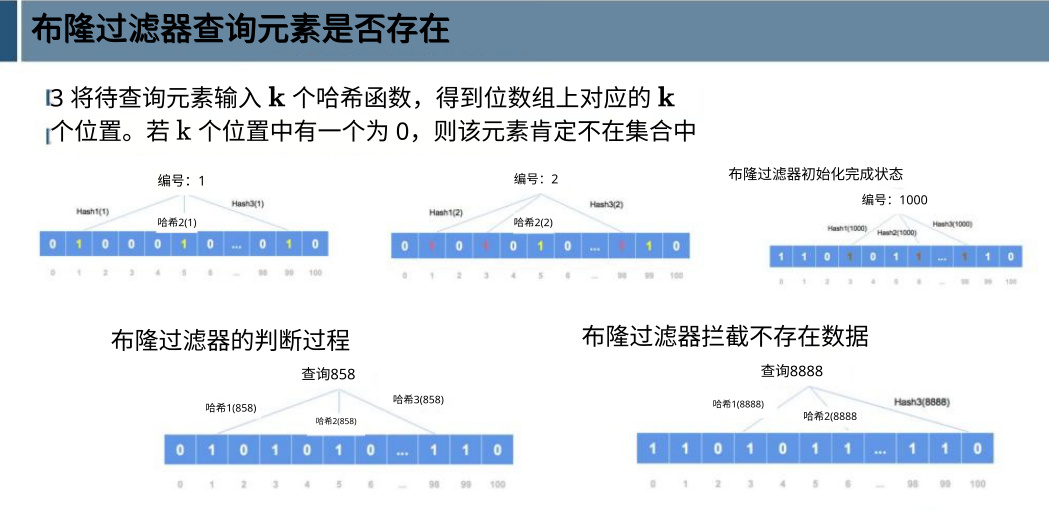 布隆过滤器查询元素是否存在
3 将待查询元素输入 k 个哈希函数，得到位数组上对应的 k
个位置。若 k 个位置中有一个为 0，则该元素肯定不在集合中
编号：1
Hash1(1)
哈希2(1)
Hash3(1)
0 1 0 0 0 1 0 ... 0 1 0
0 1 2 3 4 5 6 ... 98 99 100
编号：2
Hash1(2)
哈希2(2)
Hash3(2)
0 1 0 1 0 1 0 ... 1 1 0
0 1 2 3 4 5 6 ... 98 99 100
布隆过滤器初始化完成状态
编号：1000
Hash1(1000)
Hash2(1000)
Hash3(1000)
1 1 0 1 0 1 1 ... 1 1 0
0 1 2 3 4 5 6 ... 98 99 100
布隆过滤器的判断过程
查询858
哈希1(858)
哈希2(858)
哈希3(858)
0 1 0 1 0 1 0 ... 1 1 0
0 1 2 3 4 5 6 ... 98 99 100
布隆过滤器拦截不存在数据
查询8888
哈希1(8888)
哈希2(8888
Hash3(8888)
1 1 0 1 0 1 1 ... 1 1 0
0 1 2 3 4 5 6 ... 98 99 100